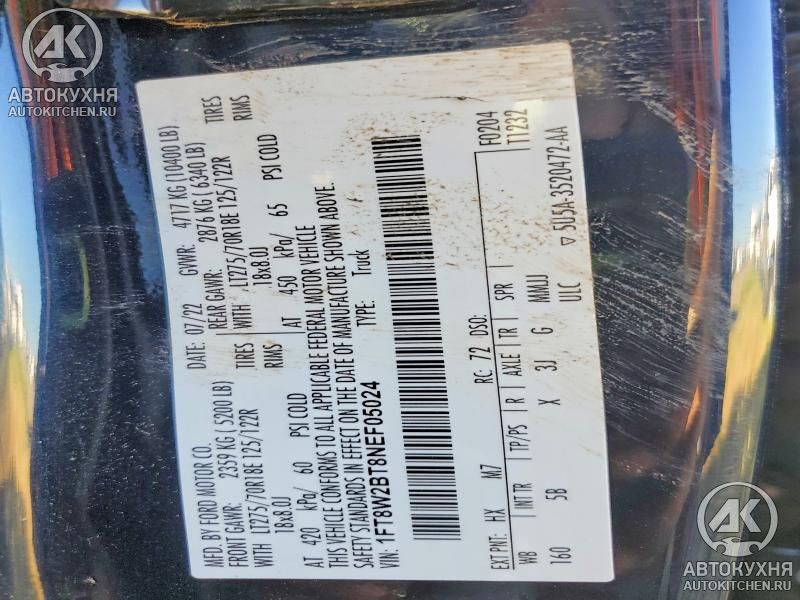 AK
АВТОКУХНЯ
AUTOKITCHEN.RU
AK
АВТОКУХНЯ
AUTOKITCHEN.RU
MFD. BY FORD MOTOR CO.
DATE: 07/22 GVWR: 4717 KG (10400 LB)
FRONT GAWR: 2359 KG ( 5200 LB)
REAR GAWR: 2876 KG ( 6340 LB)
WITH LT275/70R18E 125/122R
TIRES WITH LT275/70R18E 125/122R TIRES
18x8.0J
RIMS 18x8.0J RIMS
AT 420 kPa/ 60 PSI COLD
AT 450 kPa/ 65 PSI COLD
THIS VEHICLE CONFORMS TO ALL APPLICABLE FEDERAL MOTOR VEHICLE
SAFETY STANDARDS IN EFFECT ON THE DATE OF MANUFACTURE SHOWN ABOVE.
VIN: 1FT8W2BT8NEF05024
TYPE: Truck
F0204
T1232
EXT PNT: HX M7 RC: 72 DSO:
WB INT TR TP/PS R AXLE TR SPR
160 5B X 3J G MMUJ
ULC
▽ 5U5A-3520472-AA